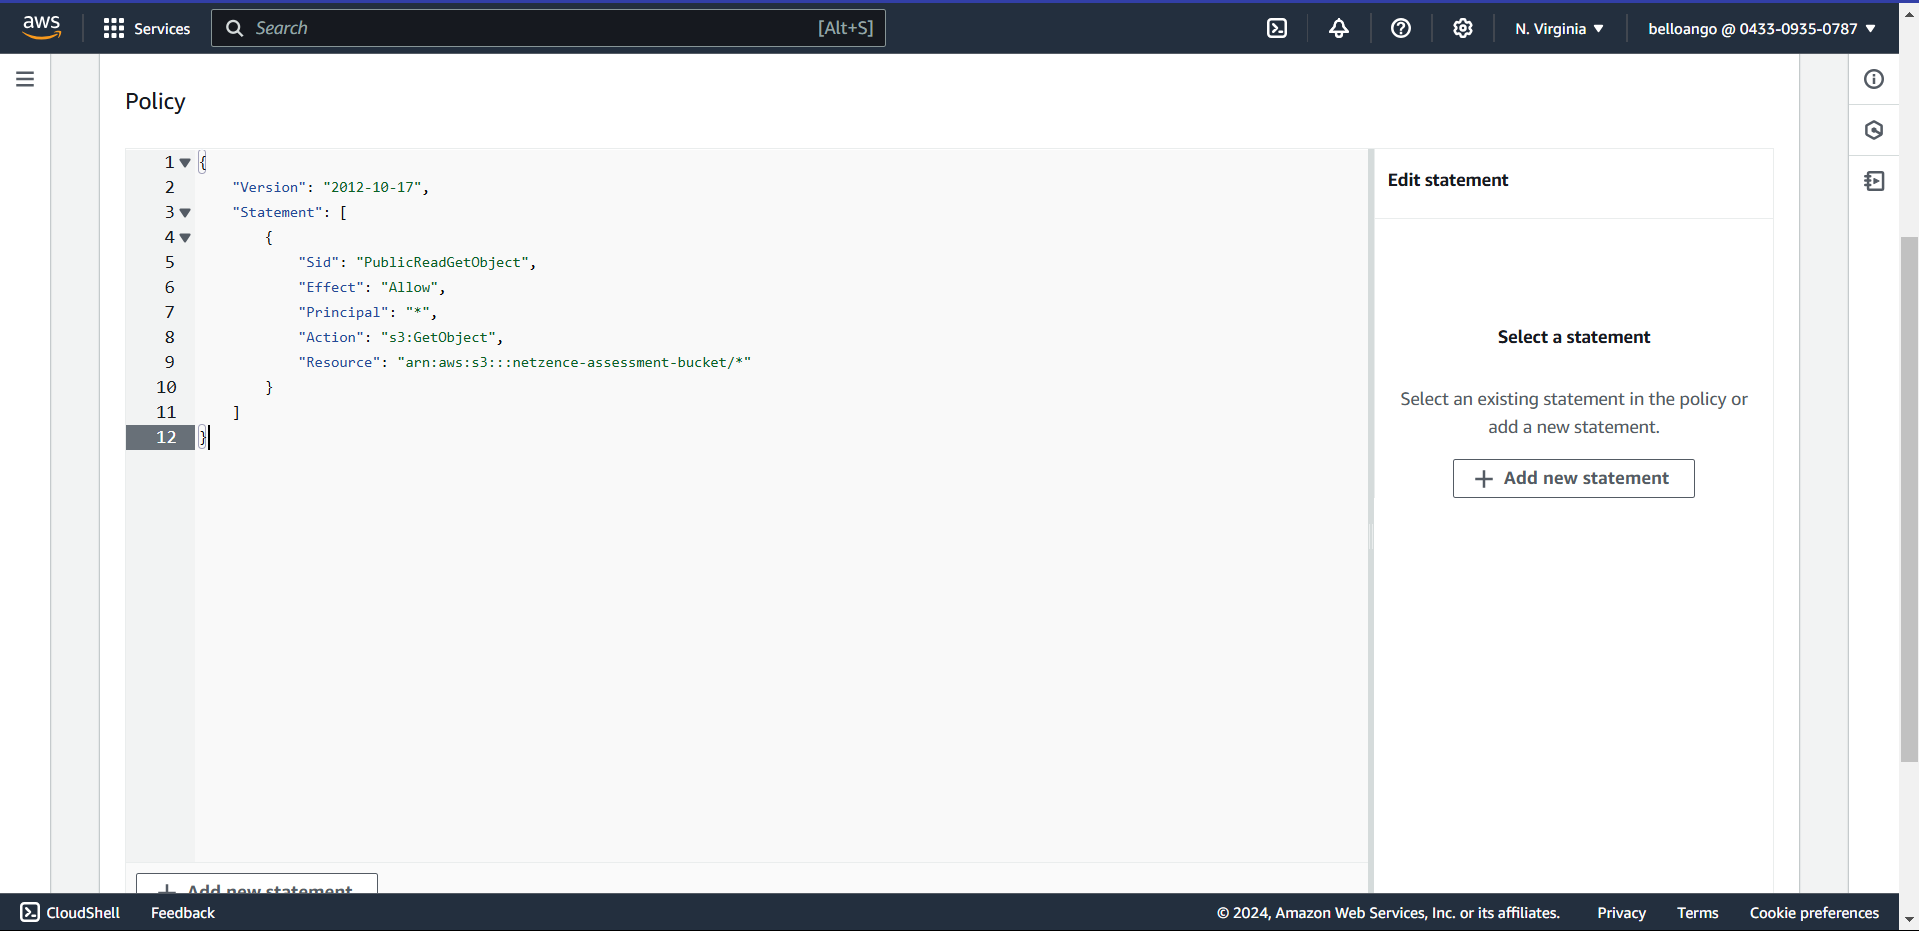 aws Services Search [Alt+S] N. Virginia belloango @ 0433-0935-0787
Policy
1 {
2 "Version": "2012-10-17",
3 "Statement": [
4 {
5 "Sid": "PublicReadGetObject",
6 "Effect": "Allow",
7 "Principal": "*",
8 "Action": "s3:GetObject",
9 "Resource": "arn:aws:s3:::netzence-assessment-bucket/*"
10 }
11 ]
12 }
Add new statement
Edit statement
Select a statement
Select an existing statement in the policy or
add a new statement.
Add new statement
CloudShell Feedback © 2024, Amazon Web Services, Inc. or its affiliates. Privacy Terms Cookie preferences